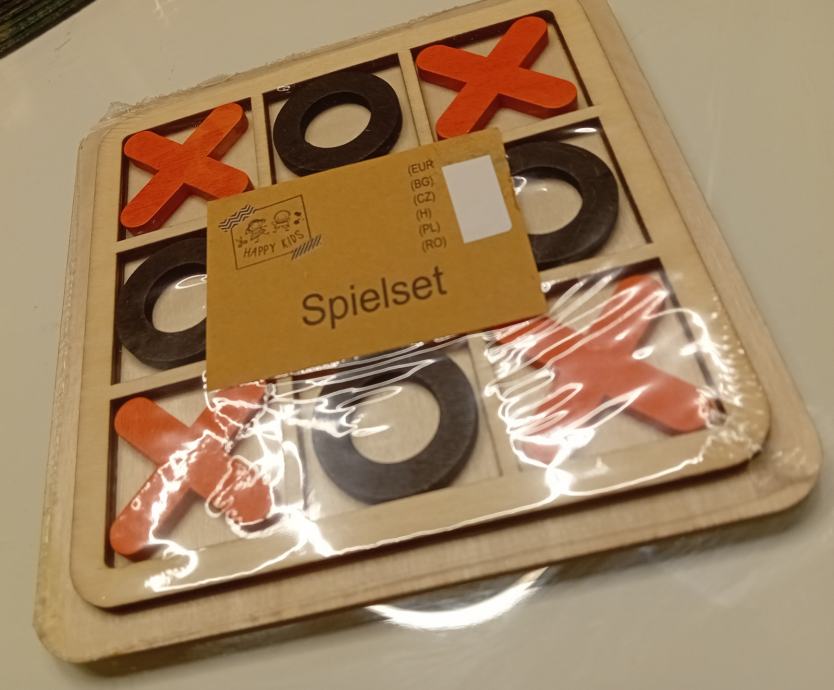 HAPPY KIDS
(EUR
(BG)
(CZ)
(H)
(PL)
(RO)
Spielset